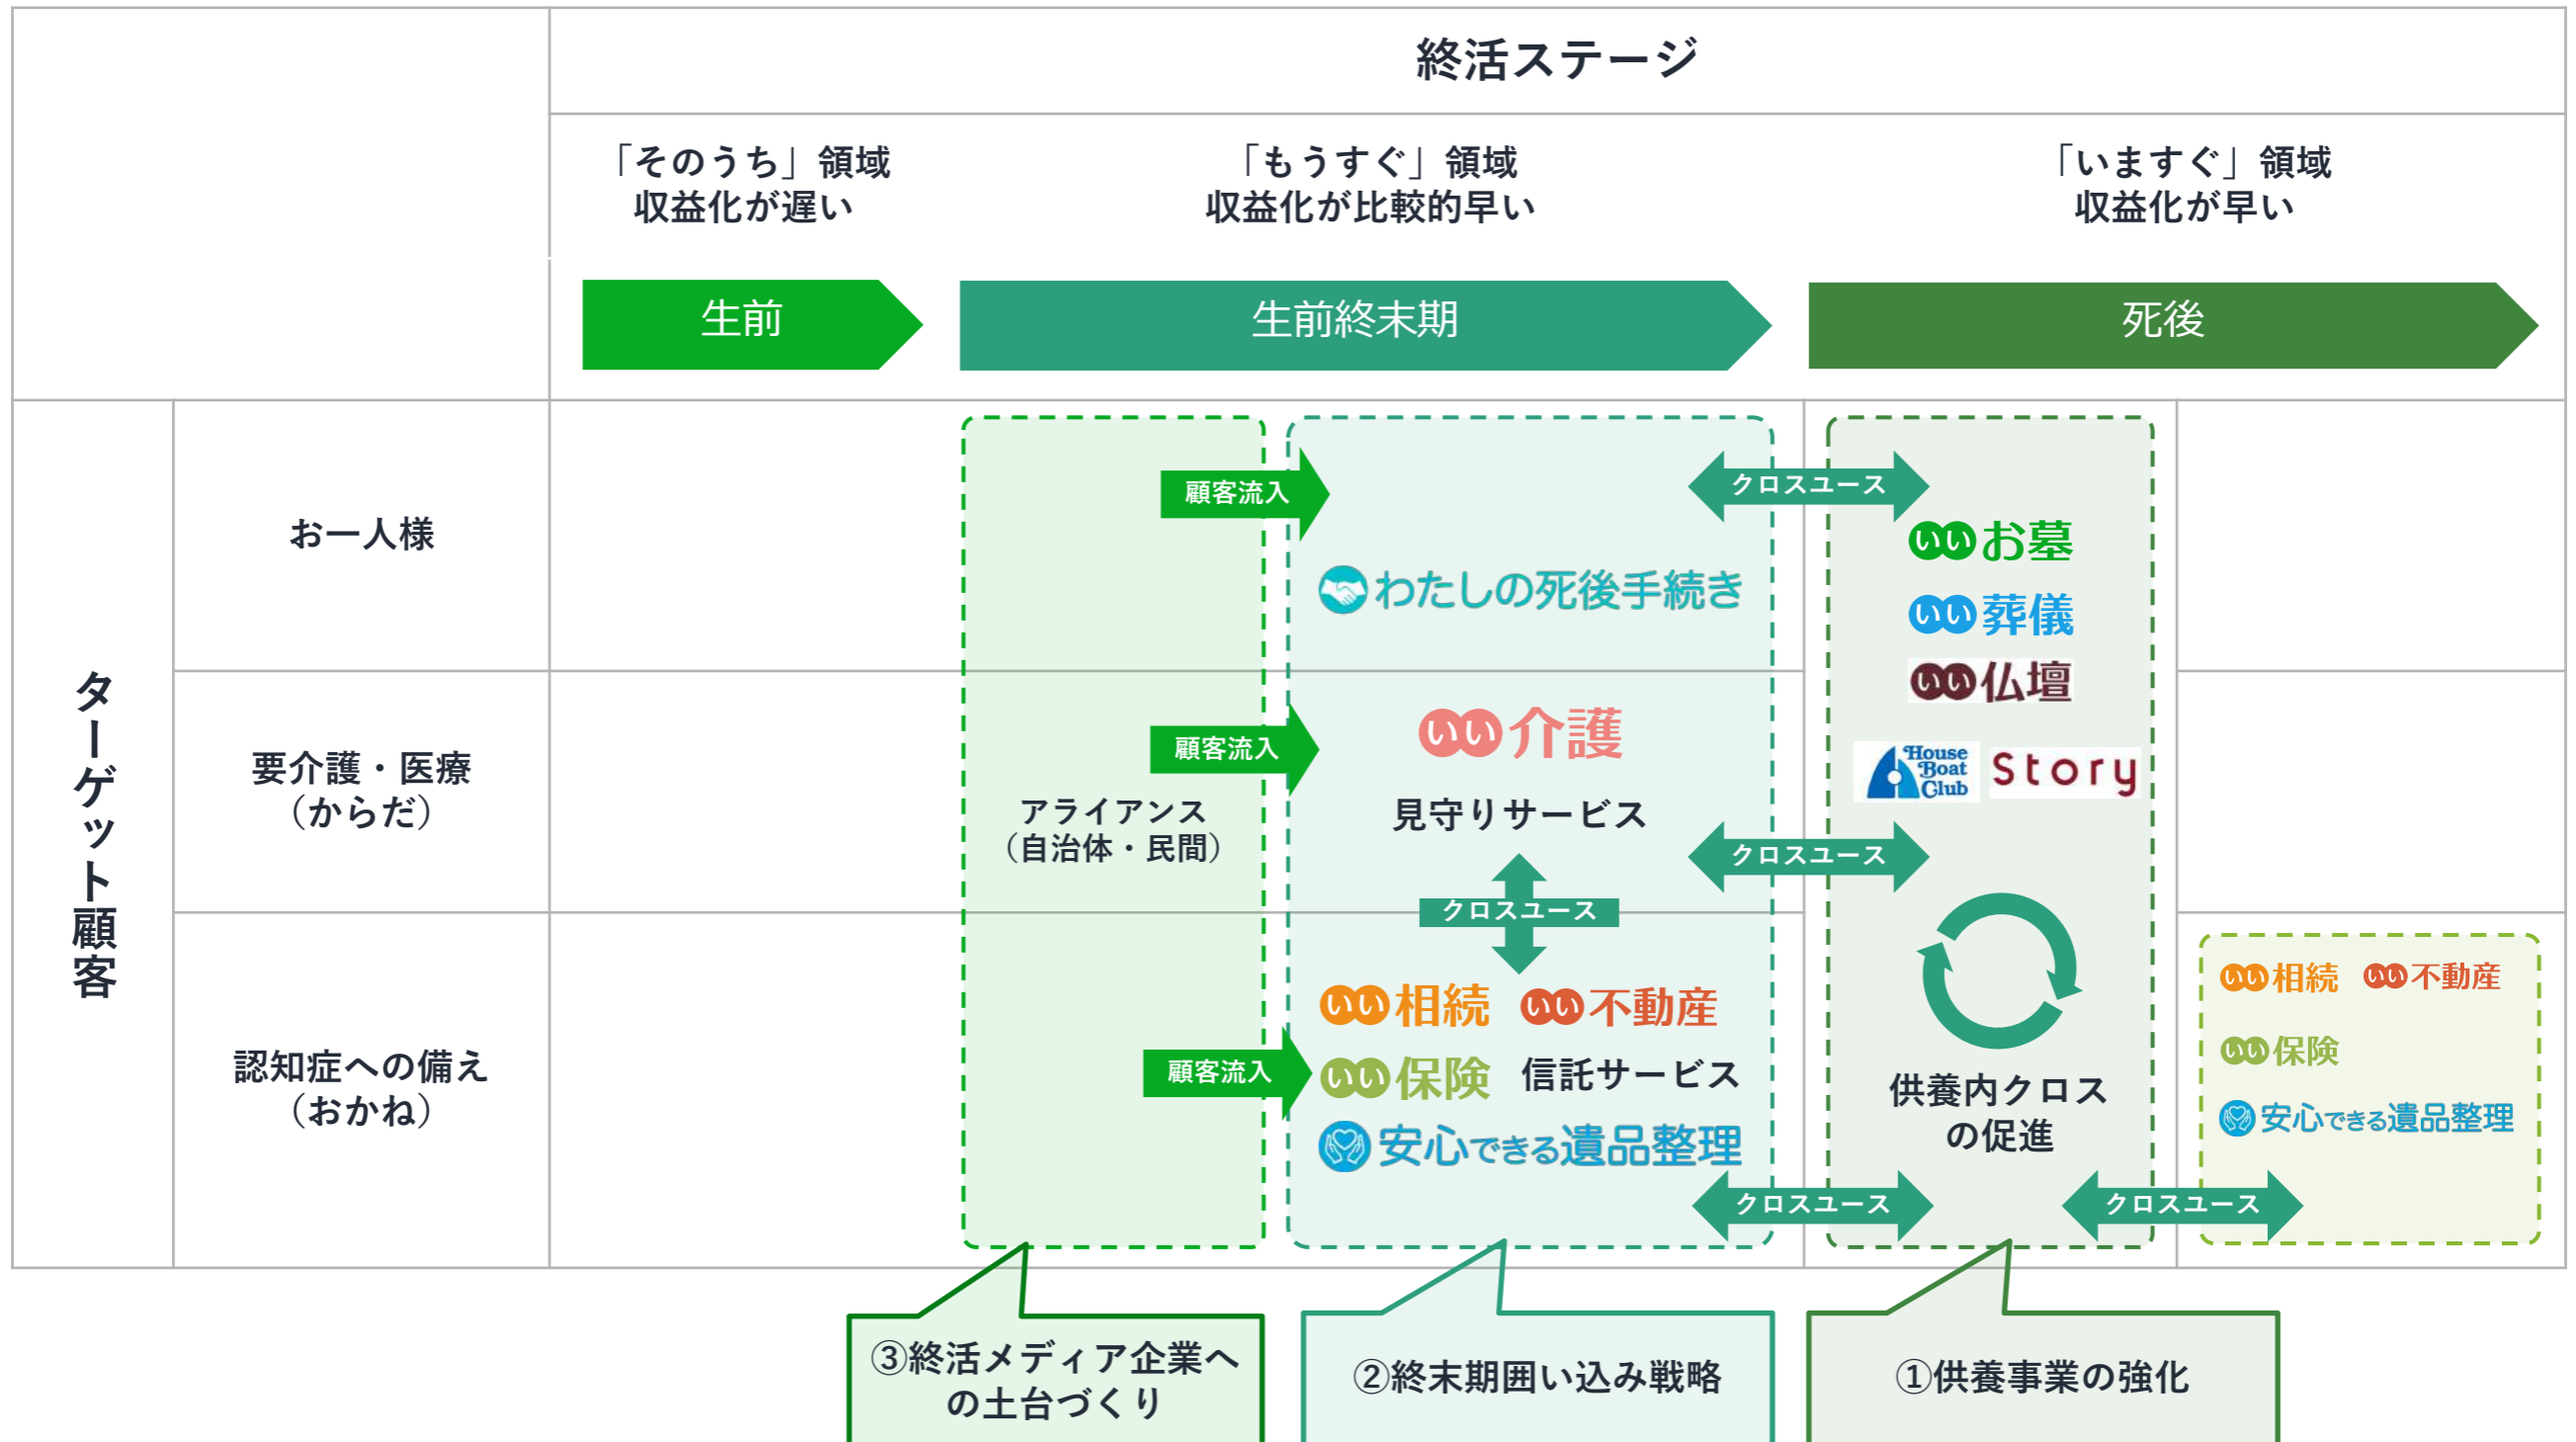 終活ステージ
「そのうち」領域
収益化が遅い
「もうすぐ」領域
収益化が比較的早い
「いますぐ」領域
収益化が早い
生前
生前終末期
死後
ターゲット顧客
お一人様
顧客流入
わたしの死後手続き
クロスユース
いいお墓
いい葬儀
いい仏壇
House
Boat
Club
Story
要介護・医療
（からだ）
アライアンス
（自治体・民間）
顧客流入
いい介護
見守りサービス
クロスユース
クロスユース
認知症への備え
（おかね）
顧客流入
いい相続 いい不動産
いい保険 信託サービス
安心できる遺品整理
クロスユース
供養内クロス
の促進
クロスユース
いい相続 いい不動産
いい保険
安心できる遺品整理
③終活メディア企業へ
の土台づくり
②終末期囲い込み戦略
①供養事業の強化